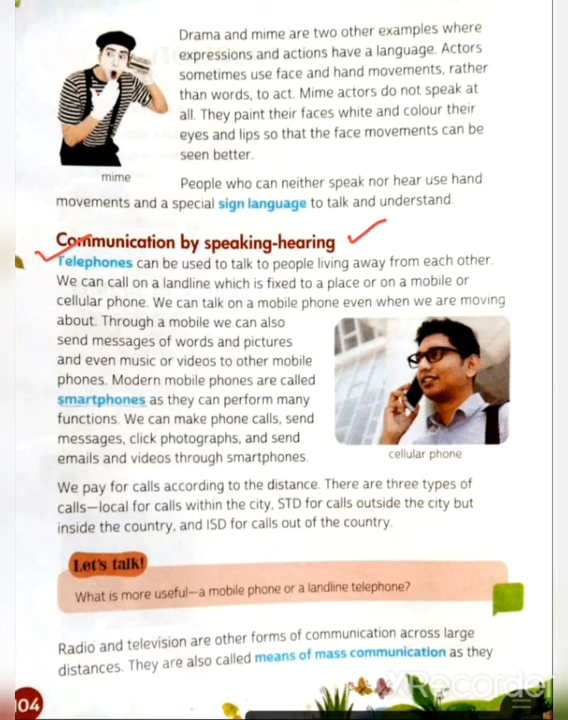 Drama and mime are two other examples where
expressions and actions have a language. Actors
sometimes use face and hand movements, rather
than words, to act. Mime actors do not speak at
all. They paint their faces white and colour their
eyes and lips so that the face movements can be
seen better.
mime
People who can neither speak nor hear use hand
movements and a special sign language to talk and understand.
Communication by speaking-hearing
Telephones can be used to talk to people living away from each other.
We can call on a landline which is fixed to a place or on a mobile or
cellular phone. We can talk on a mobile phone even when we are moving
about. Through a mobile we can also
send messages of words and pictures
and even music or videos to other mobile
phones. Modern mobile phones are called
smartphones as they can perform many
functions. We can make phone calls, send
messages, click photographs, and send
emails and videos through smartphones.
cellular phone
We pay for calls according to the distance. There are three types of
calls—local for calls within the city, STD for calls outside the city but
inside the country, and ISD for calls out of the country.
Let's talk!
What is more useful—a mobile phone or a landline telephone?
Radio and television are other forms of communication across large
distances. They are also called means of mass communication as they
104
XRecorder